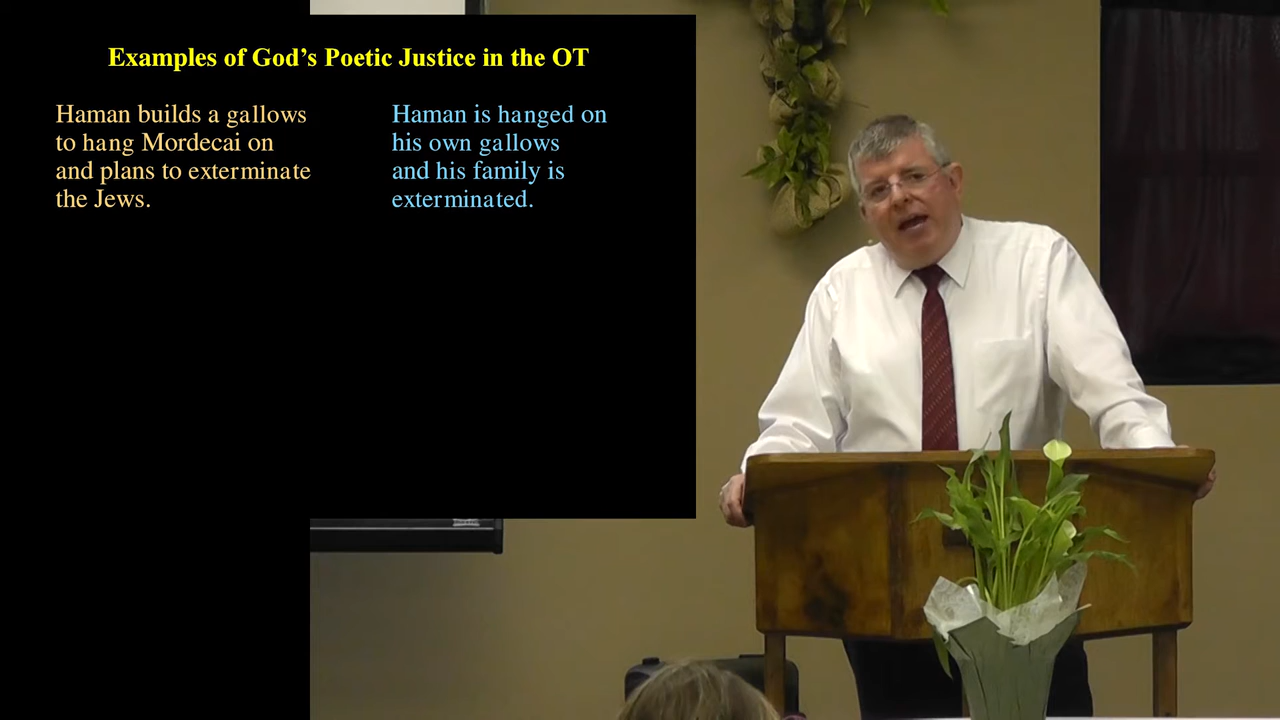 Examples of God's Poetic Justice in the OT
Haman builds a gallows
to hang Mordecai on
and plans to exterminate
the Jews.
Haman is hanged on
his own gallows
and his family is
exterminated.